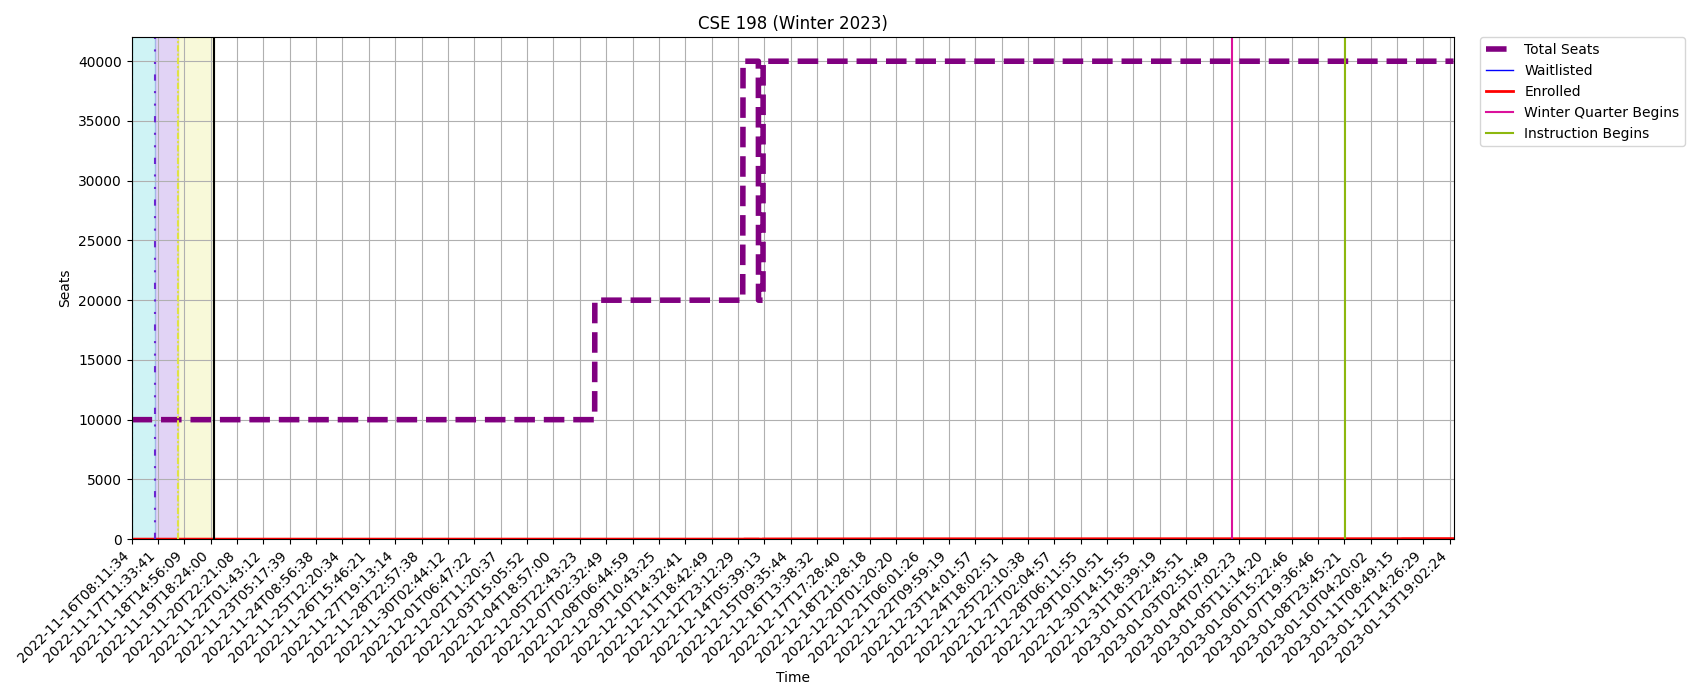 CSE 198 (Winter 2023)
Total Seats
Waitlisted
Enrolled
Winter Quarter Begins
Instruction Begins
40000
35000
30000
25000
20000
15000
10000
5000
0
Seats
2022-11-16T08:11:34
2022-11-17T11:33:41
2022-11-18T14:56:09
2022-11-19T18:24:00
2022-11-20T22:21:08
2022-11-22T01:43:12
2022-11-23T05:17:39
2022-11-24T08:56:38
2022-11-25T12:20:34
2022-11-26T15:46:21
2022-11-27T19:13:14
2022-11-28T22:57:38
2022-11-30T02:44:12
2022-12-01T06:47:22
2022-12-02T11:20:37
2022-12-03T15:05:52
2022-12-04T18:57:00
2022-12-05T22:43:23
2022-12-07T02:32:49
2022-12-08T06:44:59
2022-12-09T10:43:25
2022-12-10T14:32:41
2022-12-11T18:42:49
2022-12-12T23:12:29
2022-12-14T05:39:13
2022-12-15T09:35:44
2022-12-16T13:38:32
2022-12-17T17:28:40
2022-12-18T21:28:18
2022-12-20T01:20:20
2022-12-21T06:01:26
2022-12-22T09:59:19
2022-12-23T14:01:57
2022-12-24T18:02:51
2022-12-25T22:10:38
2022-12-27T02:04:57
2022-12-28T06:11:55
2022-12-29T10:10:51
2022-12-30T14:15:55
2022-12-31T18:39:19
2023-01-01T22:45:51
2023-01-03T02:51:49
2023-01-04T07:02:23
2023-01-05T11:14:20
2023-01-06T15:22:46
2023-01-07T19:36:46
2023-01-08T23:45:21
2023-01-10T04:20:02
2023-01-11T08:49:15
2023-01-12T14:26:29
2023-01-13T19:02:24
Time